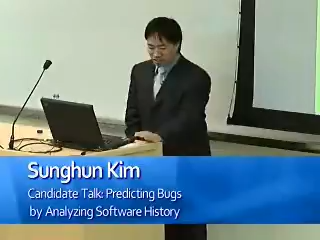 Sunghun Kim
Candidate Talk: Predicting Bugs
by Analyzing Software History